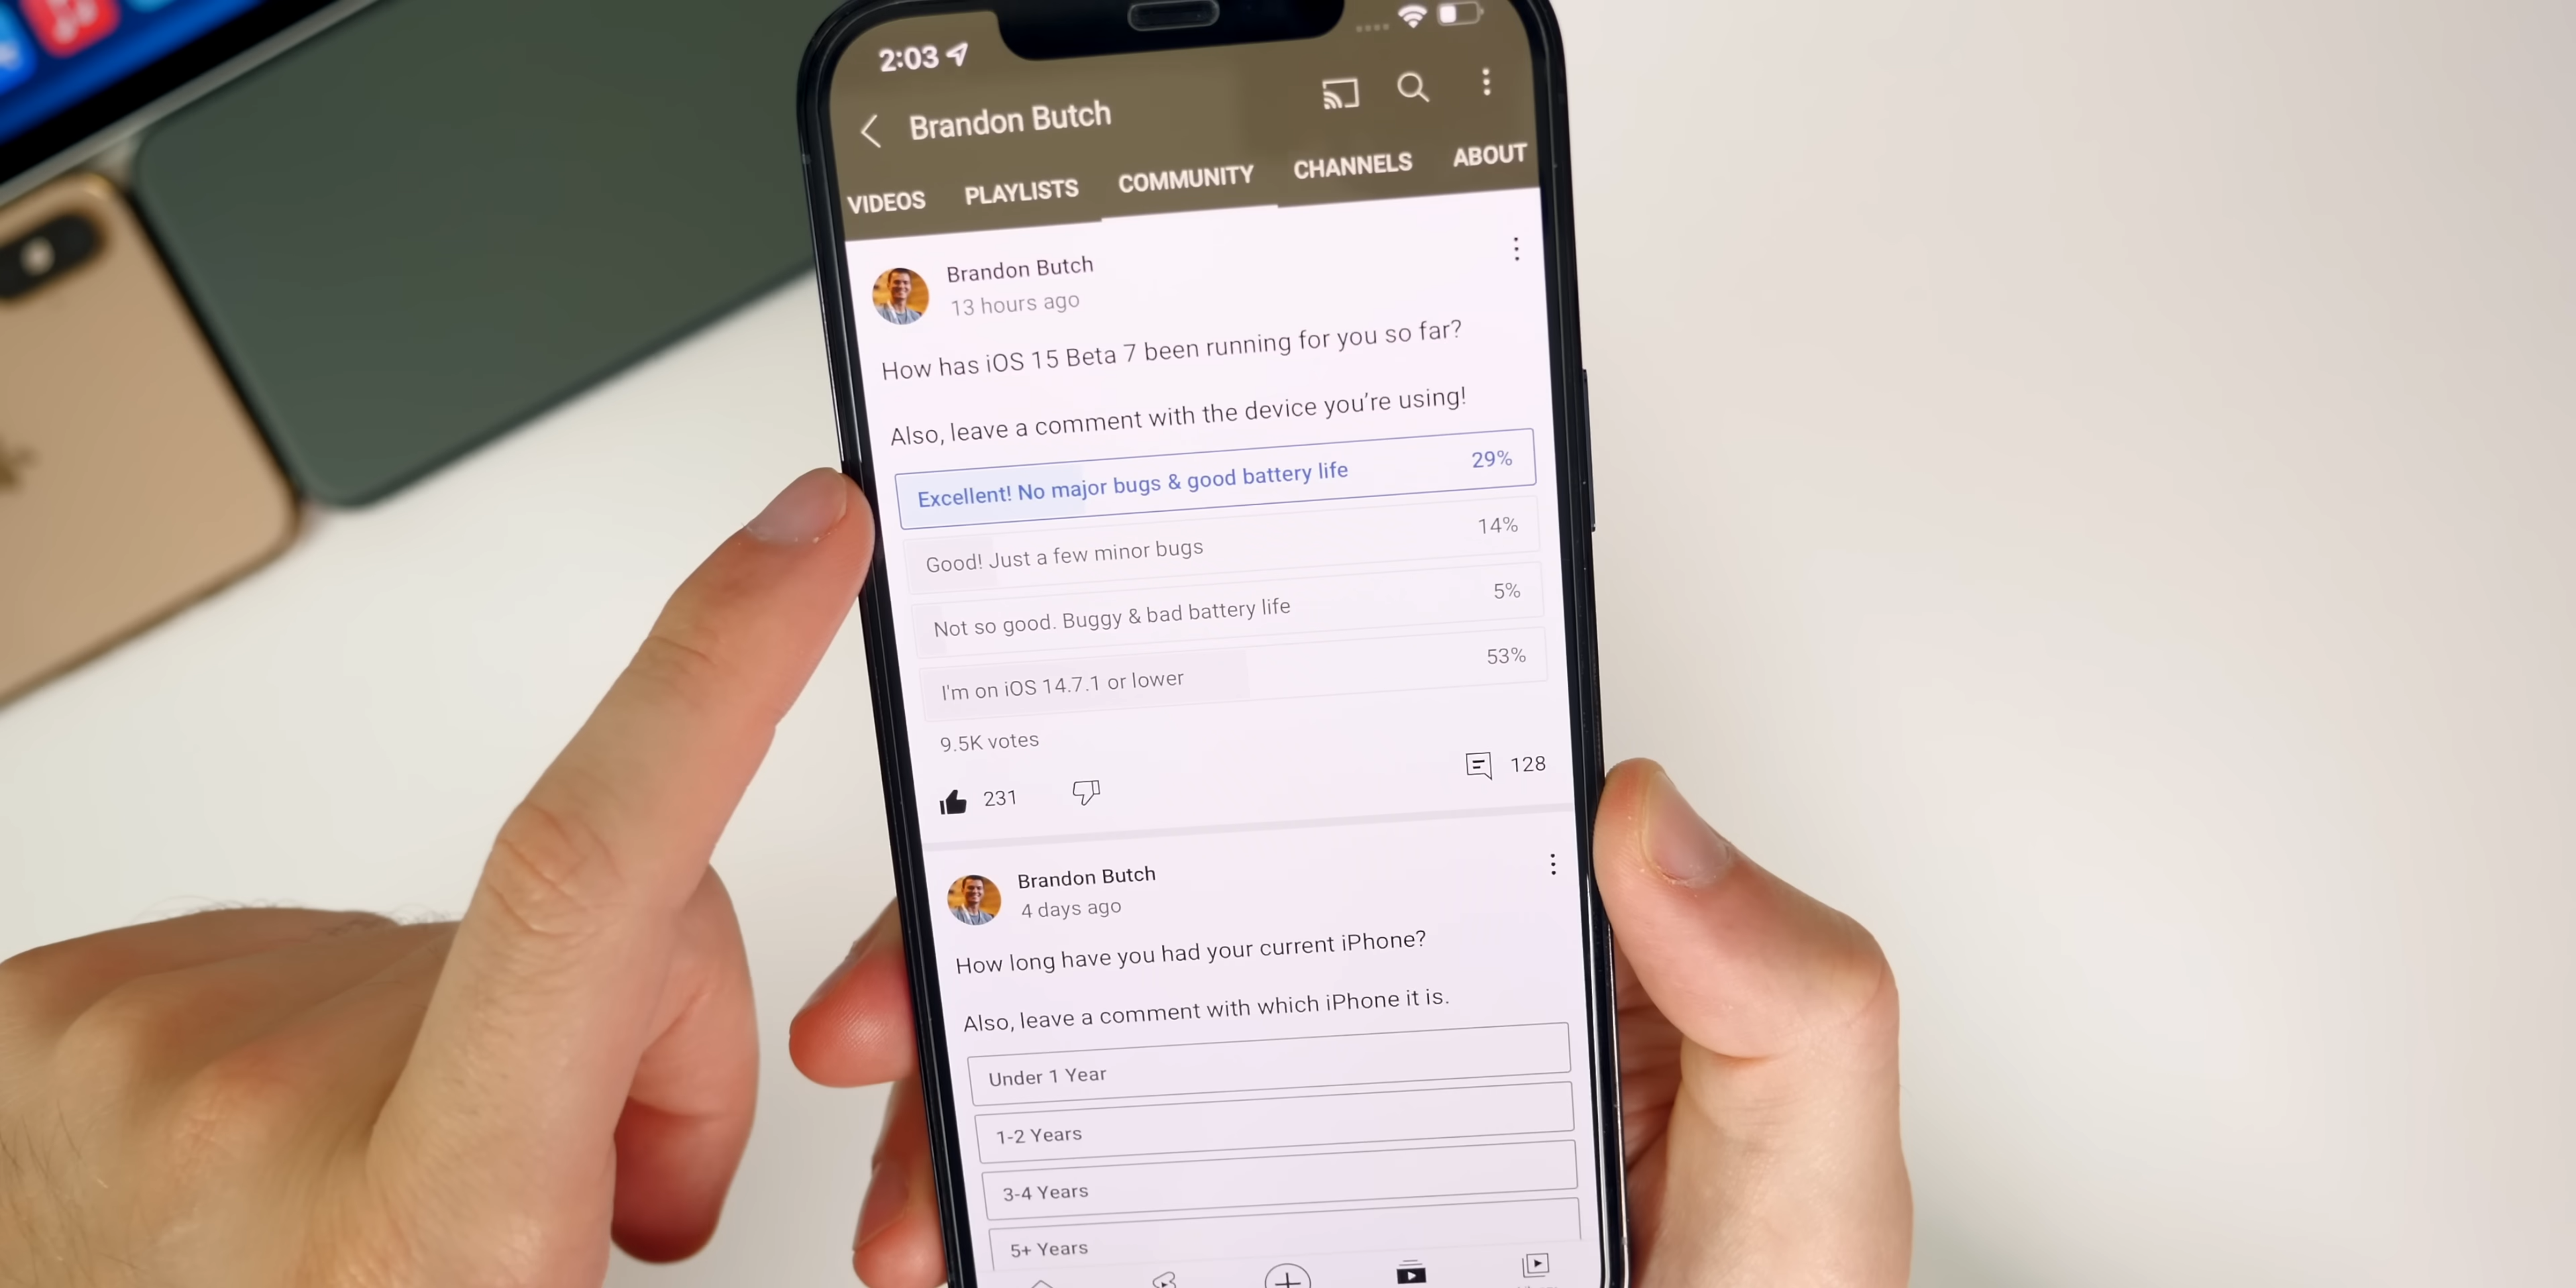 2:03
Brandon Butch
VIDEOS PLAYLISTS COMMUNITY CHANNELS ABOUT
Brandon Butch
13 hours ago
How has iOS 15 Beta 7 been running for you so far?
Also, leave a comment with the device you're using!
Excellent! No major bugs & good battery life 29%
Good! Just a few minor bugs 14%
Not so good. Buggy & bad battery life 5%
I'm on iOS 14.7.1 or lower 53%
9.5K votes
231 128
Brandon Butch
4 days ago
How long have you had your current iPhone?
Also, leave a comment with which iPhone it is.
Under 1 Year
1-2 Years
3-4 Years
5+ Years